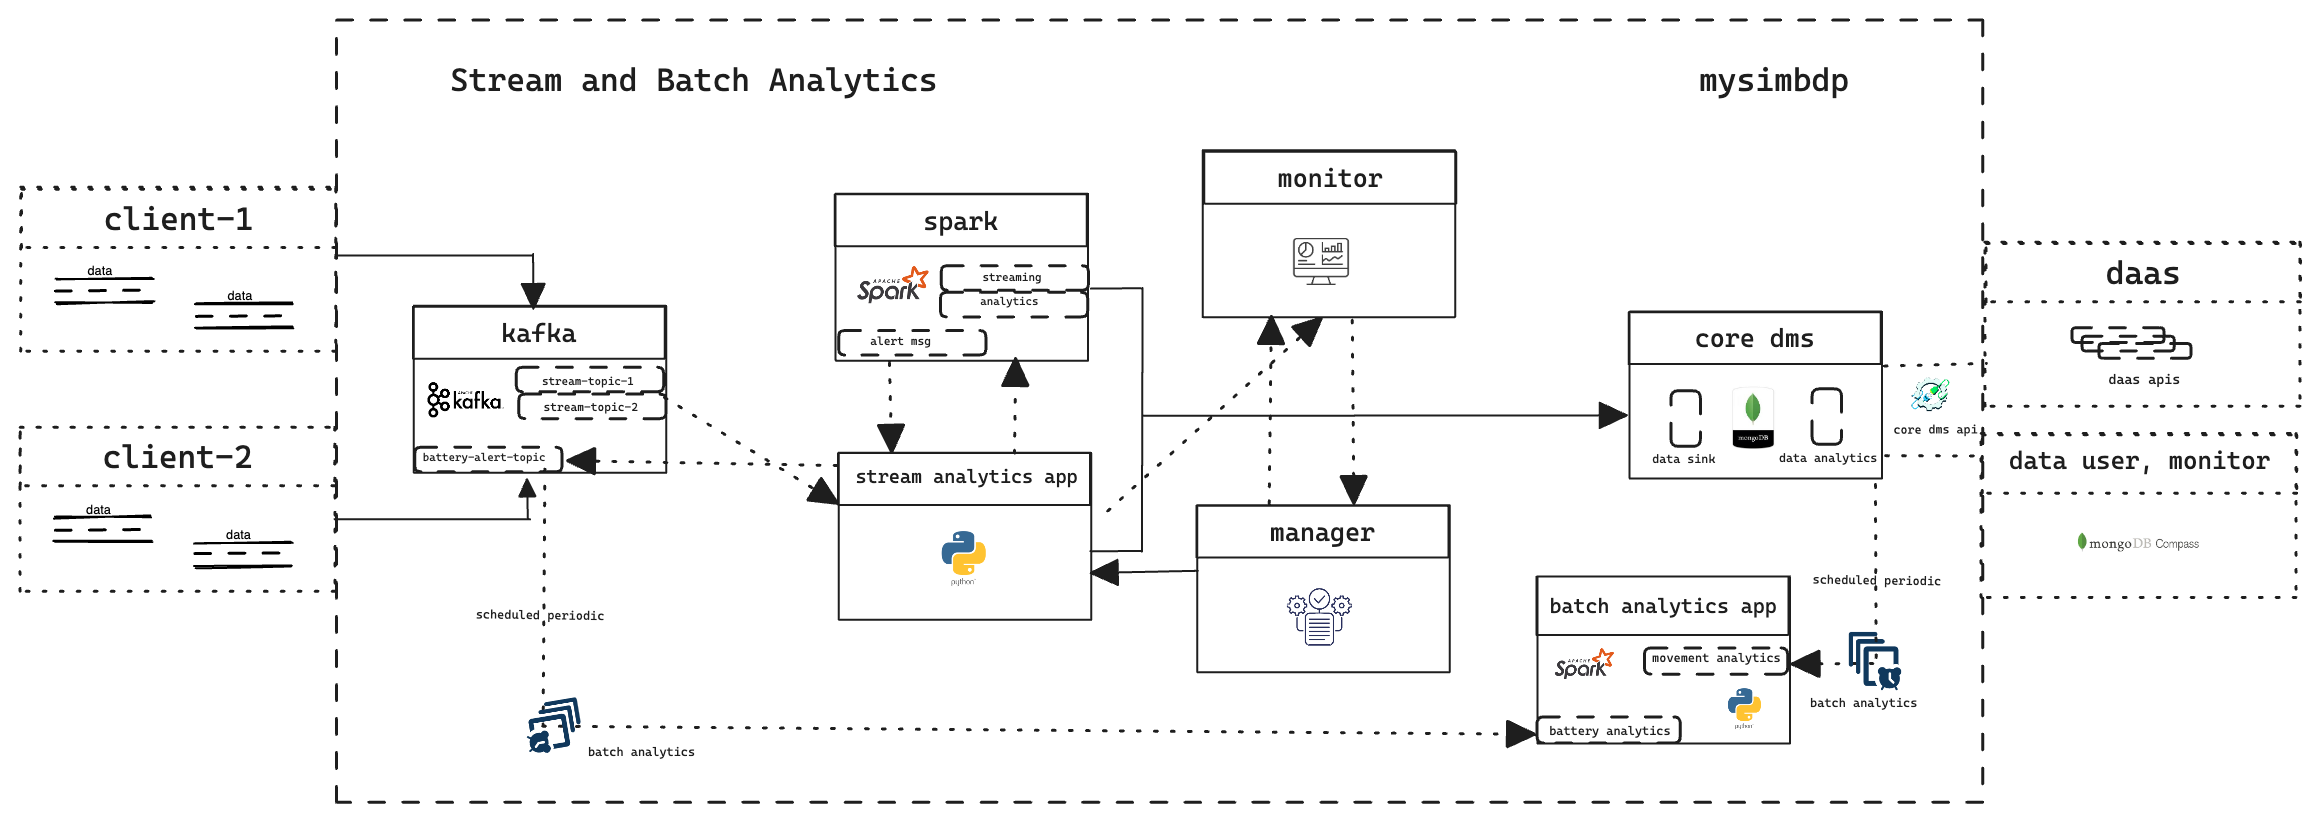 Stream and Batch Analytics
mysimbdp
client-1
data
data
client-2
data
data
kafka
kafka
stream-topic-1
stream-topic-2
battery-alert-topic
scheduled periodic
batch analytics
spark
APACHE
Spark
streaming
analytics
alert msg
stream analytics app
python
monitor
manager
core dms
mongoDB
data sink
data analytics
core dms api
batch analytics app
APACHE
Spark
movement analytics
python
battery analytics
scheduled periodic
batch analytics
daas
daas apis
data user, monitor
mongoDB Compass